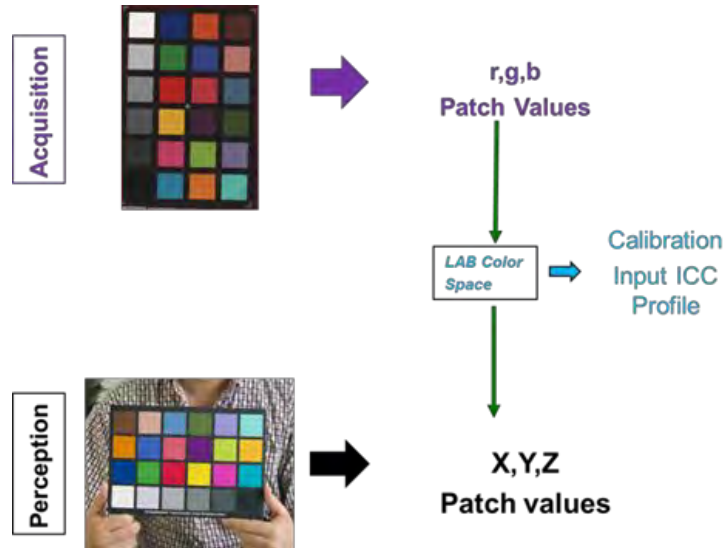 Acquisition
r,g,b
Patch Values
LAB Color
Space
Calibration
Input ICC
Profile
Perception
X,Y,Z
Patch values